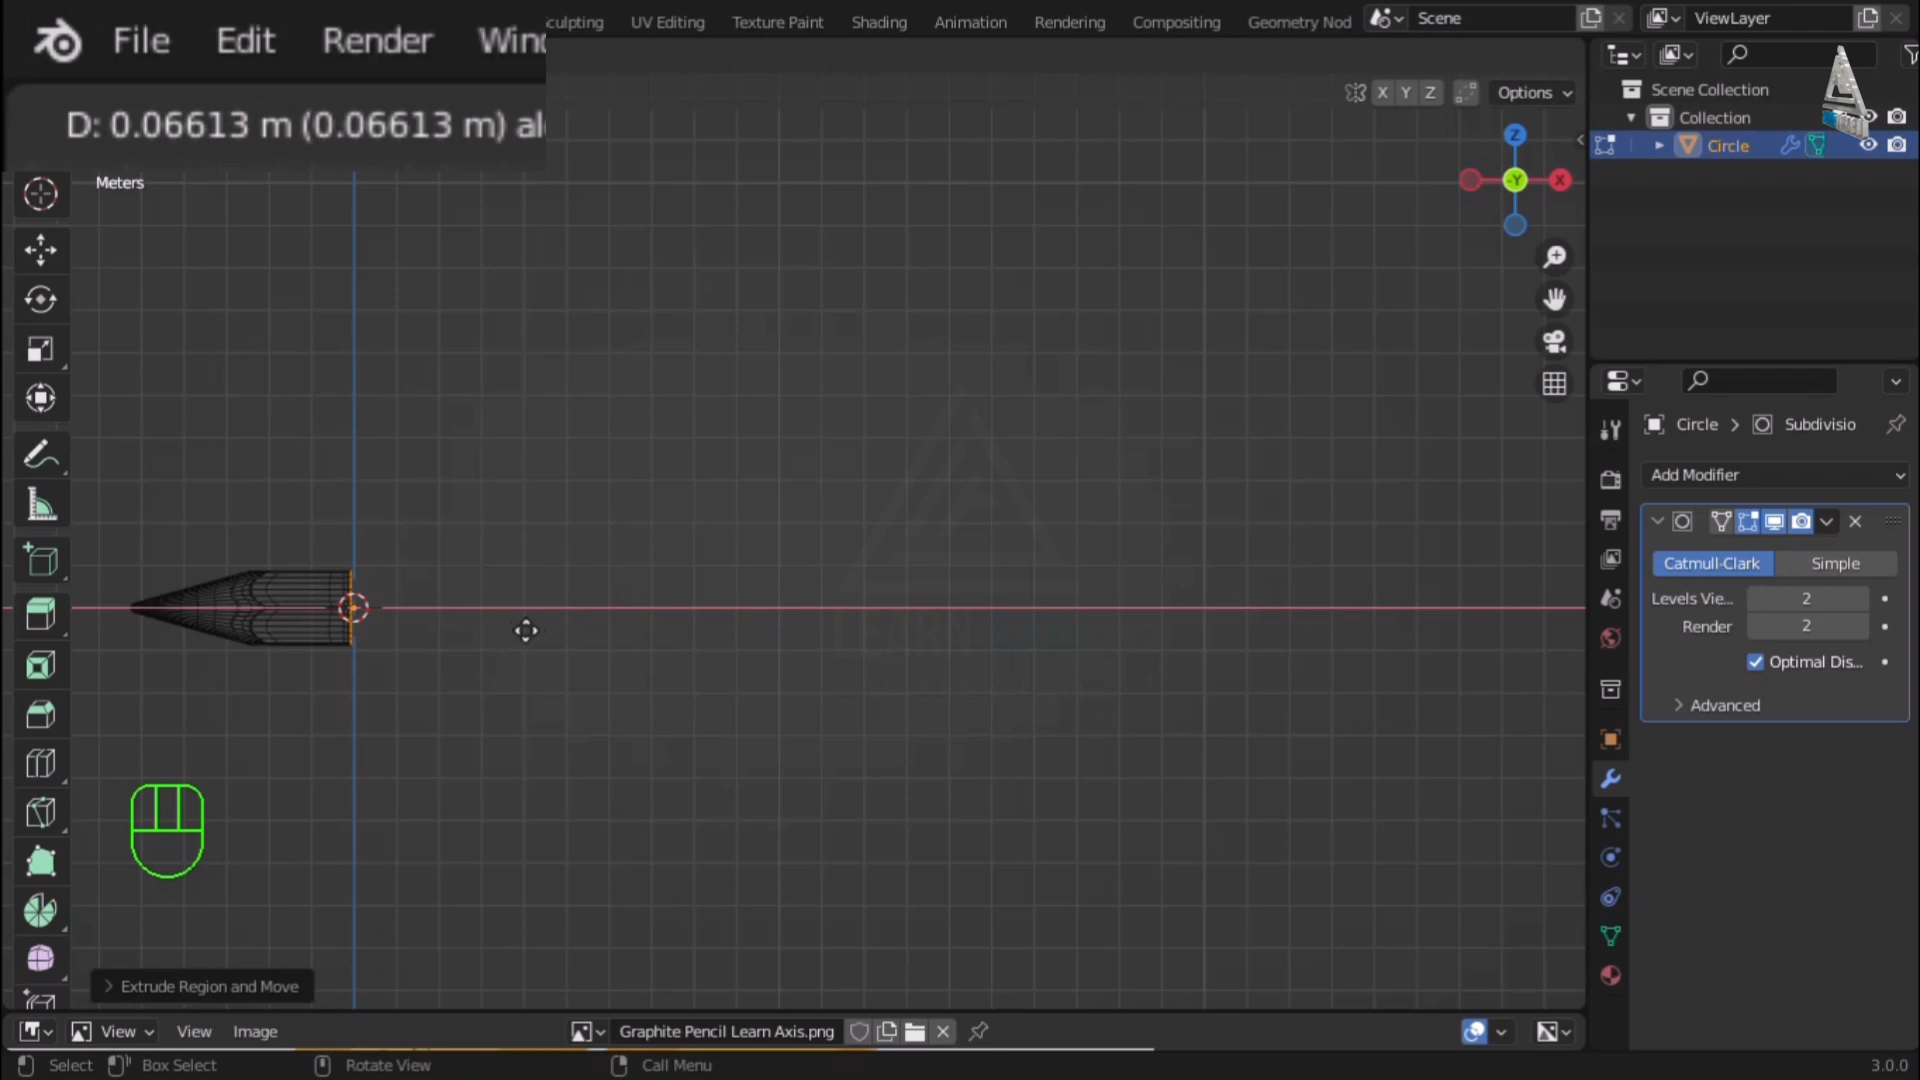 File Edit Render Wind
sculpting UV Editing Texture Paint Shading Animation Rendering Compositing Geometry Nod
Scene
ViewLayer
D: 0.06613 m (0.06613 m) al
Meters
X Y Z
Options
Z
-Y
X
Scene Collection
Collection
Circle
Circle > Subdivisio
Add Modifier
Catmull-Clark Simple
Levels Vie... 2
Render 2
Optimal Dis...
Advanced
LEARN
Extrude Region and Move
View View Image
Graphite Pencil Learn Axis.png
Select Box Select Rotate View Call Menu 3.0.0